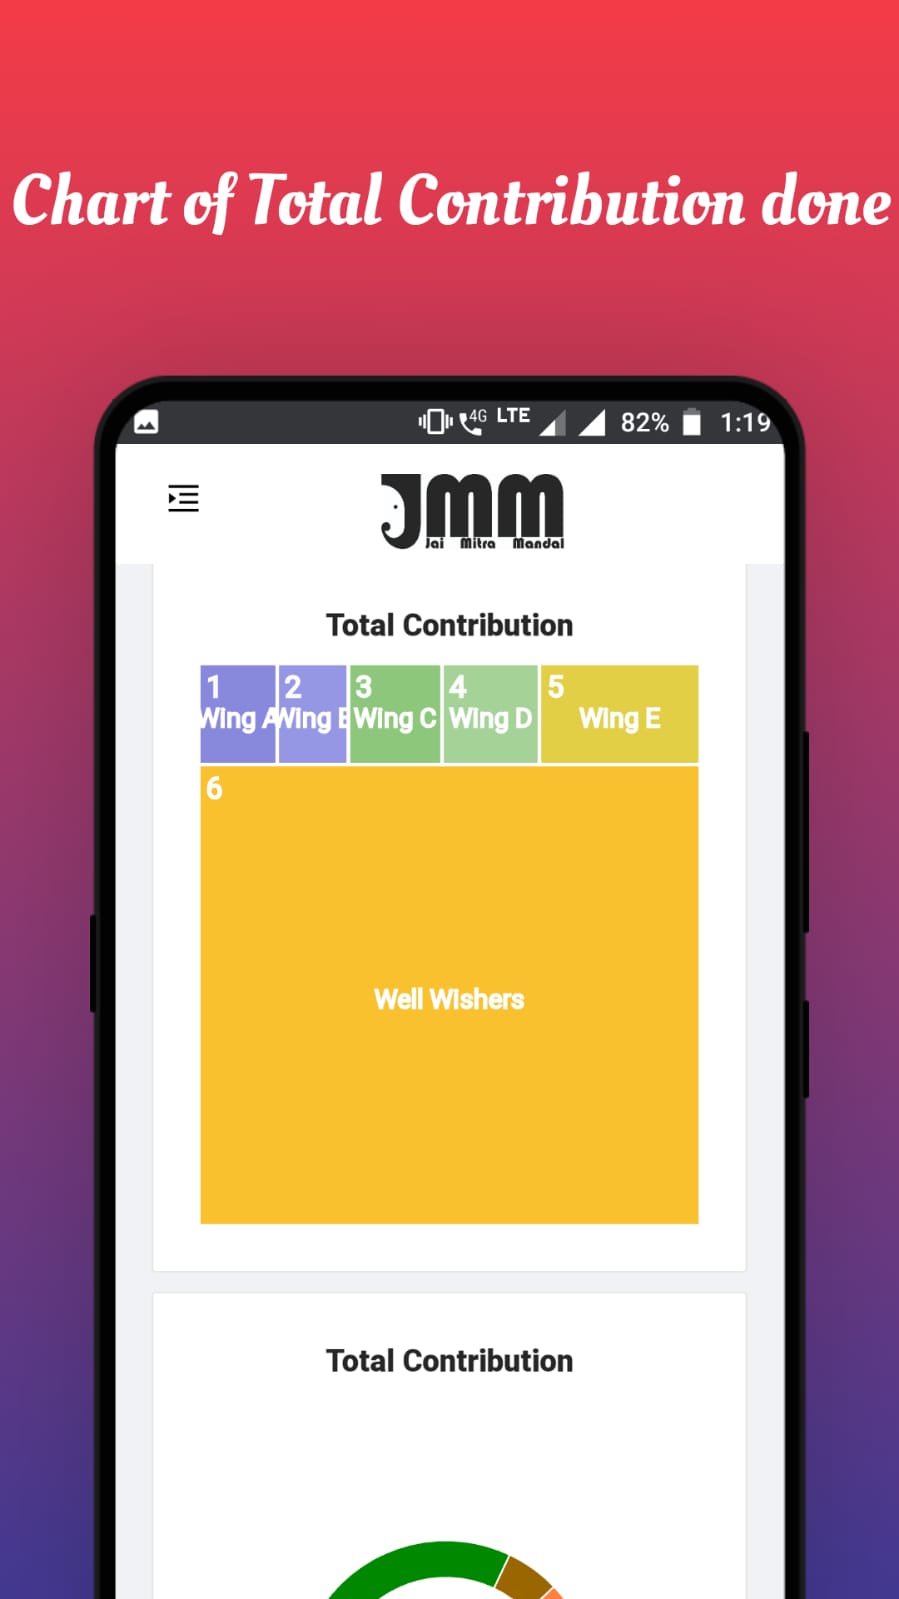 Chart of Total Contribution done
4G LTE 82% 1:19
JMM
Jai Mitra Mandal
Total Contribution
1 2 3 4 5
Wing A Wing B Wing C Wing D Wing E
6
Well Wishers
Total Contribution